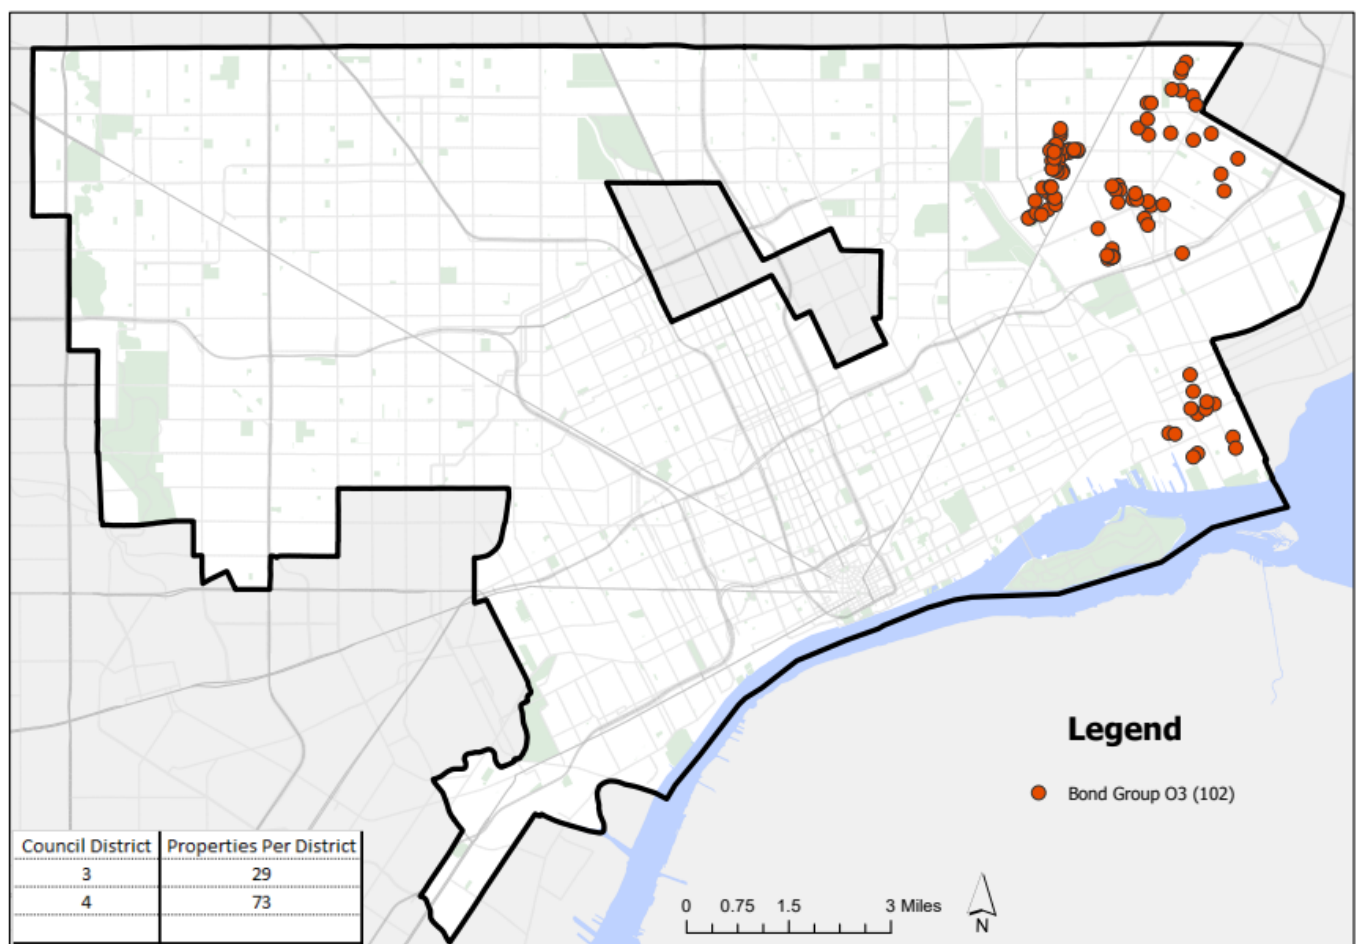 Legend
Bond Group O3 (102)
Council District Properties Per District
3 29
4 73
0 0.75 1.5 3 Miles
N